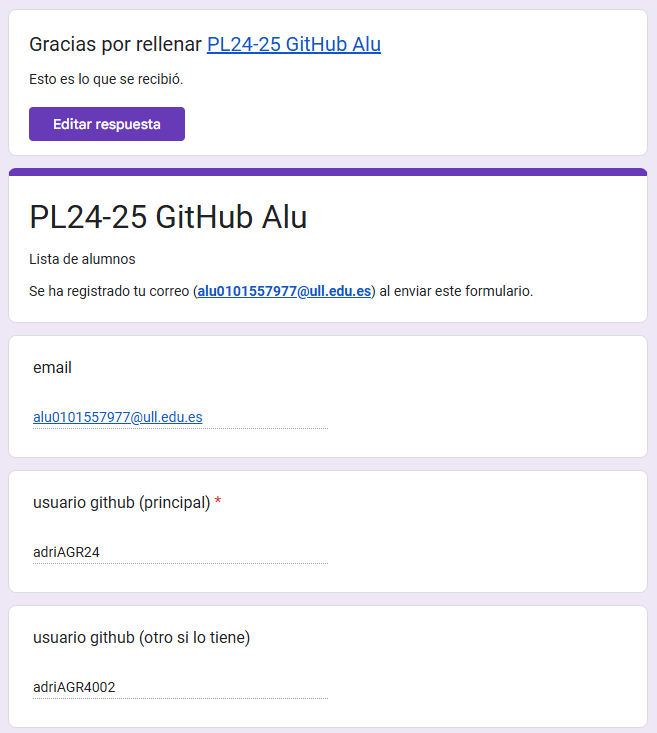 Gracias por rellenar PL24-25 GitHub Alu
Esto es lo que se recibió.
Editar respuesta
PL24-25 GitHub Alu
Lista de alumnos
Se ha registrado tu correo (alu0101557977@ull.edu.es) al enviar este formulario.
email
alu0101557977@ull.edu.es
usuario github (principal) *
adriAGR24
usuario github (otro si lo tiene)
adriAGR4002